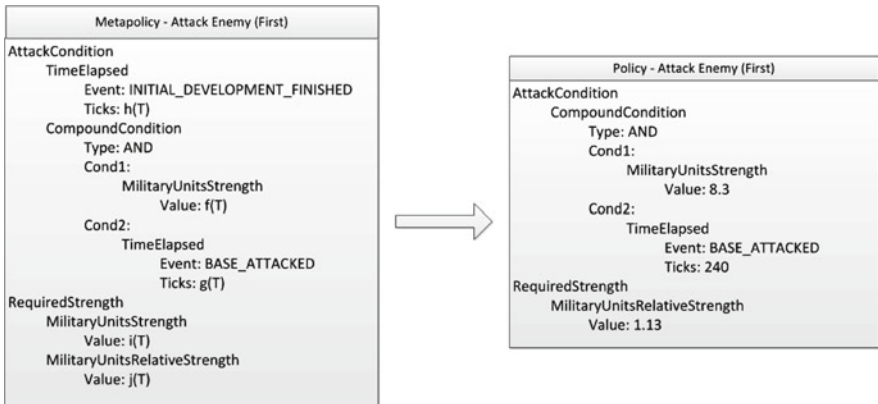 Metapolicy - Attack Enemy (First)
AttackCondition
TimeElapsed
Event: INITIAL_DEVELOPMENT_FINISHED
Ticks: h(T)
CompoundCondition
Type: AND
Cond1:
MilitaryUnitsStrength
Value: f(T)
Cond2:
TimeElapsed
Event: BASE_ATTACKED
Ticks: g(T)
RequiredStrength
MilitaryUnitsStrength
Value: i(T)
MilitaryUnitsRelativeStrength
Value: j(T)
Policy - Attack Enemy (First)
AttackCondition
CompoundCondition
Type: AND
Cond1:
MilitaryUnitsStrength
Value: 8.3
Cond2:
TimeElapsed
Event: BASE_ATTACKED
Ticks: 240
RequiredStrength
MilitaryUnitsRelativeStrength
Value: 1.13